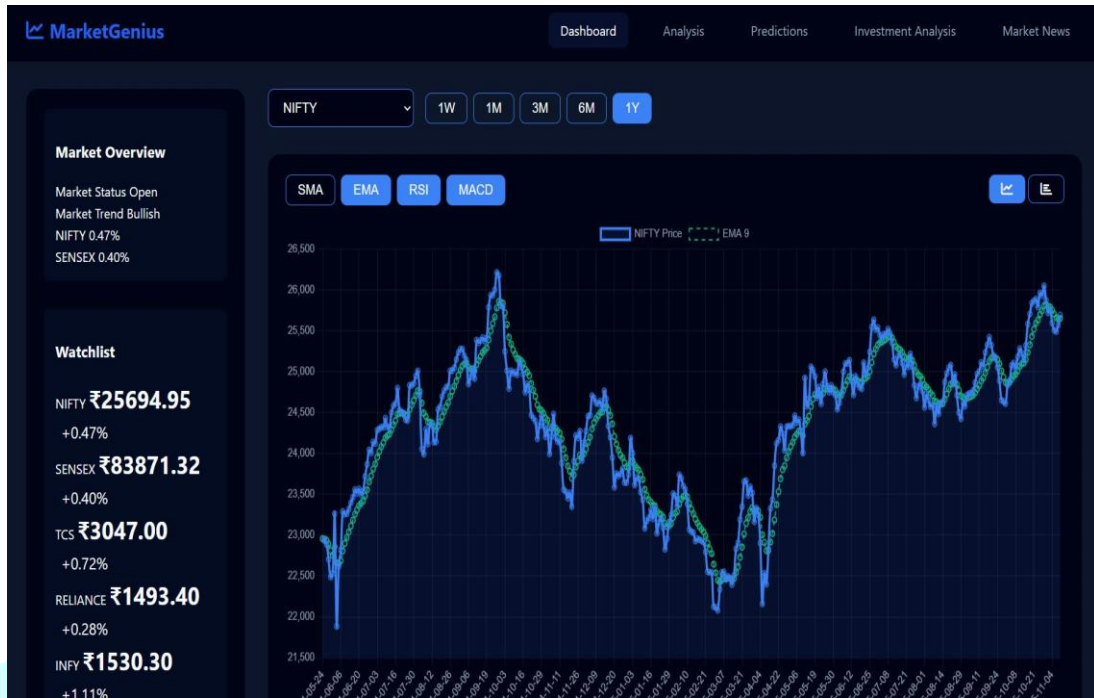 MarketGenius
Dashboard Analysis Predictions Investment Analysis Market News
Market Overview
Market Status Open
Market Trend Bullish
NIFTY 0.47%
SENSEX 0.40%
Watchlist
NIFTY ₹25694.95
+0.47%
SENSEX ₹83871.32
+0.40%
TCS ₹3047.00
+0.72%
RELIANCE ₹1493.40
+0.28%
INFY ₹1530.30
+1.11%
NIFTY 1W 1M 3M 6M 1Y
SMA EMA RSI MACD
NIFTY Price EMA 9
26,500
26,000
25,500
25,000
24,500
24,000
23,500
23,000
22,500
22,000
21,500